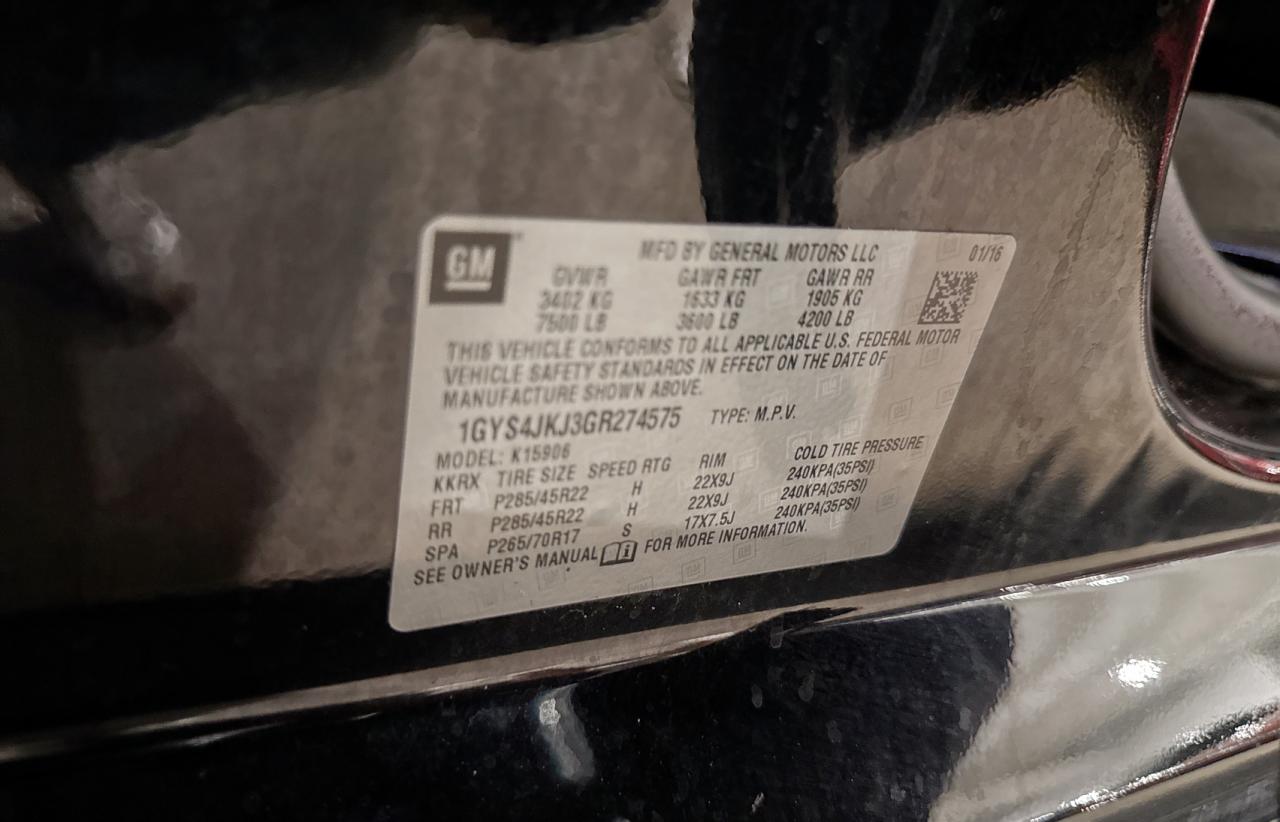 GM
MFD BY GENERAL MOTORS LLC 01/16
GVWR GAWR FRT GAWR RR
3402 KG 1633 KG 1905 KG
7500 LB 3600 LB 4200 LB
THIS VEHICLE CONFORMS TO ALL APPLICABLE U.S. FEDERAL MOTOR
VEHICLE SAFETY STANDARDS IN EFFECT ON THE DATE OF
MANUFACTURE SHOWN ABOVE.
1GYS4JKJ3GR274575 TYPE: M.P.V.
MODEL: K15906
KKRX TIRE SIZE SPEED RTG RIM COLD TIRE PRESSURE
FRT P285/45R22 H 22X9J 240KPA(35PSI)
RR P285/45R22 H 22X9J 240KPA(35PSI)
SPA P265/70R17 S 17X7.5J 240KPA(35PSI)
SEE OWNER'S MANUAL FOR MORE INFORMATION.